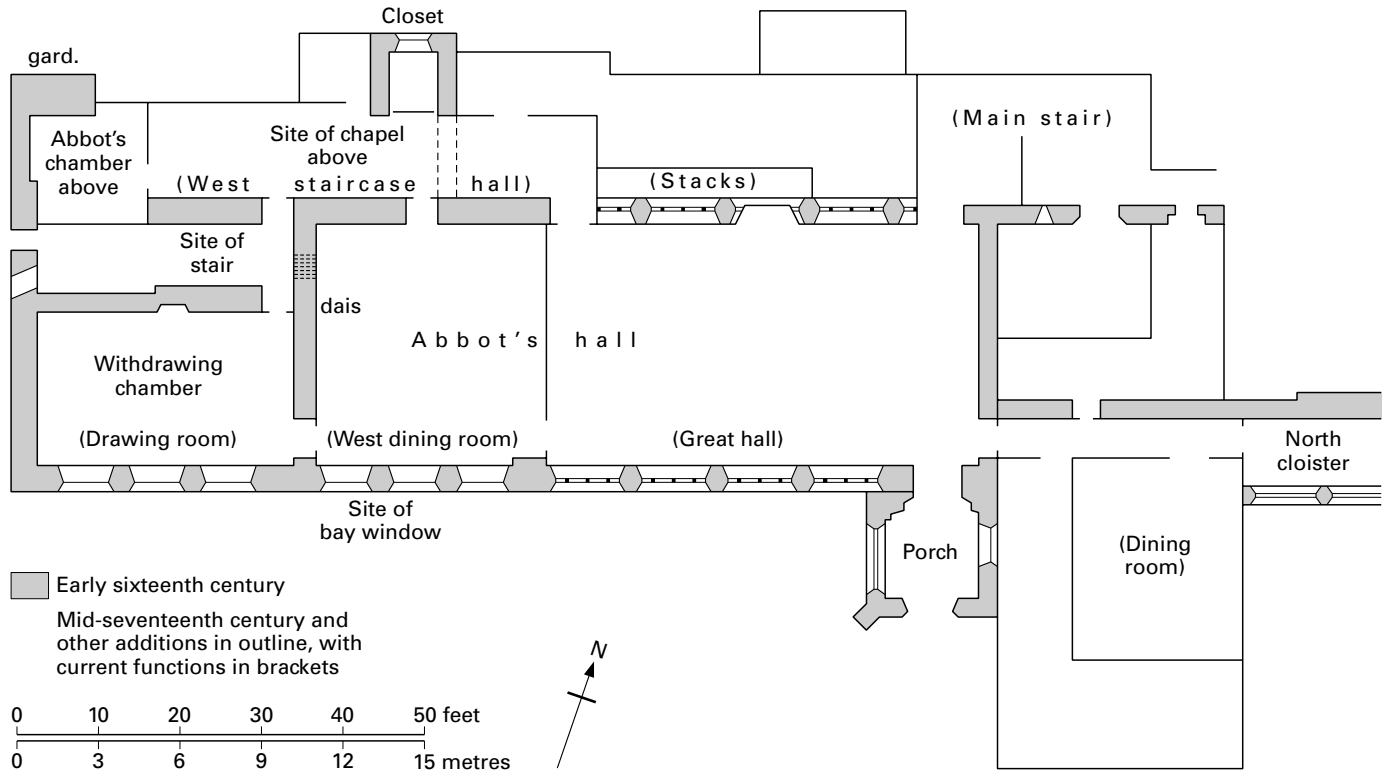 Closet
gard.
Abbot's
chamber
above
Site of chapel
above
(Main stair)
(West staircase hall)
(Stacks)
Site of
stair
dais
Abbot's hall
Withdrawing
chamber
(Drawing room)
(West dining room)
(Great hall)
North
cloister
Site of
bay window
Porch
(Dining
room)
Early sixteenth century
Mid-seventeenth century and
other additions in outline, with
current functions in brackets
N
0 10 20 30 40 50 feet
0 3 6 9 12 15 metres